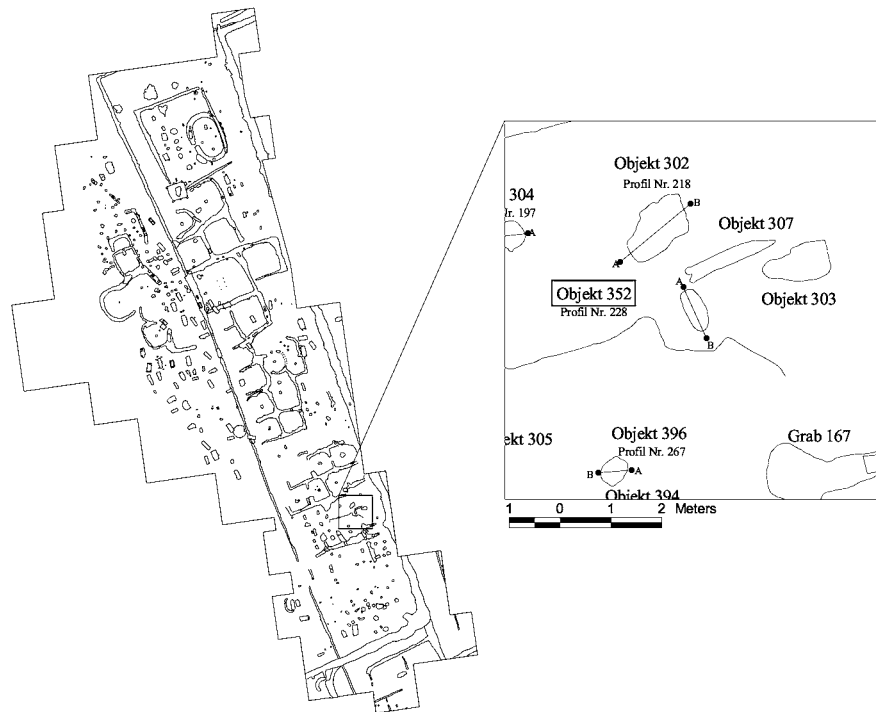 Objekt 302
Profil Nr. 218
B
304
Nr. 197
A
Objekt 307
A
A
Objekt 352
Profil Nr. 228
Objekt 303
B
ekt 305
Objekt 396
Profil Nr. 267
Grab 167
B
A
Objekt 394
1 0 1 2 Meters